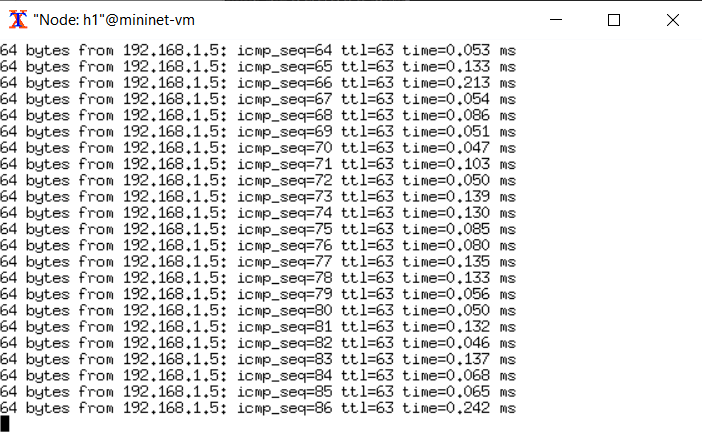 "Node: h1"@mininet-vm
64 bytes from 192.168.1.5: icmp_seq=64 ttl=63 time=0.053 ms
64 bytes from 192.168.1.5: icmp_seq=65 ttl=63 time=0.133 ms
64 bytes from 192.168.1.5: icmp_seq=66 ttl=63 time=0.213 ms
64 bytes from 192.168.1.5: icmp_seq=67 ttl=63 time=0.054 ms
64 bytes from 192.168.1.5: icmp_seq=68 ttl=63 time=0.086 ms
64 bytes from 192.168.1.5: icmp_seq=69 ttl=63 time=0.051 ms
64 bytes from 192.168.1.5: icmp_seq=70 ttl=63 time=0.047 ms
64 bytes from 192.168.1.5: icmp_seq=71 ttl=63 time=0.103 ms
64 bytes from 192.168.1.5: icmp_seq=72 ttl=63 time=0.050 ms
64 bytes from 192.168.1.5: icmp_seq=73 ttl=63 time=0.139 ms
64 bytes from 192.168.1.5: icmp_seq=74 ttl=63 time=0.130 ms
64 bytes from 192.168.1.5: icmp_seq=75 ttl=63 time=0.085 ms
64 bytes from 192.168.1.5: icmp_seq=76 ttl=63 time=0.080 ms
64 bytes from 192.168.1.5: icmp_seq=77 ttl=63 time=0.135 ms
64 bytes from 192.168.1.5: icmp_seq=78 ttl=63 time=0.133 ms
64 bytes from 192.168.1.5: icmp_seq=79 ttl=63 time=0.056 ms
64 bytes from 192.168.1.5: icmp_seq=80 ttl=63 time=0.050 ms
64 bytes from 192.168.1.5: icmp_seq=81 ttl=63 time=0.132 ms
64 bytes from 192.168.1.5: icmp_seq=82 ttl=63 time=0.046 ms
64 bytes from 192.168.1.5: icmp_seq=83 ttl=63 time=0.137 ms
64 bytes from 192.168.1.5: icmp_seq=84 ttl=63 time=0.068 ms
64 bytes from 192.168.1.5: icmp_seq=85 ttl=63 time=0.065 ms
64 bytes from 192.168.1.5: icmp_seq=86 ttl=63 time=0.242 ms